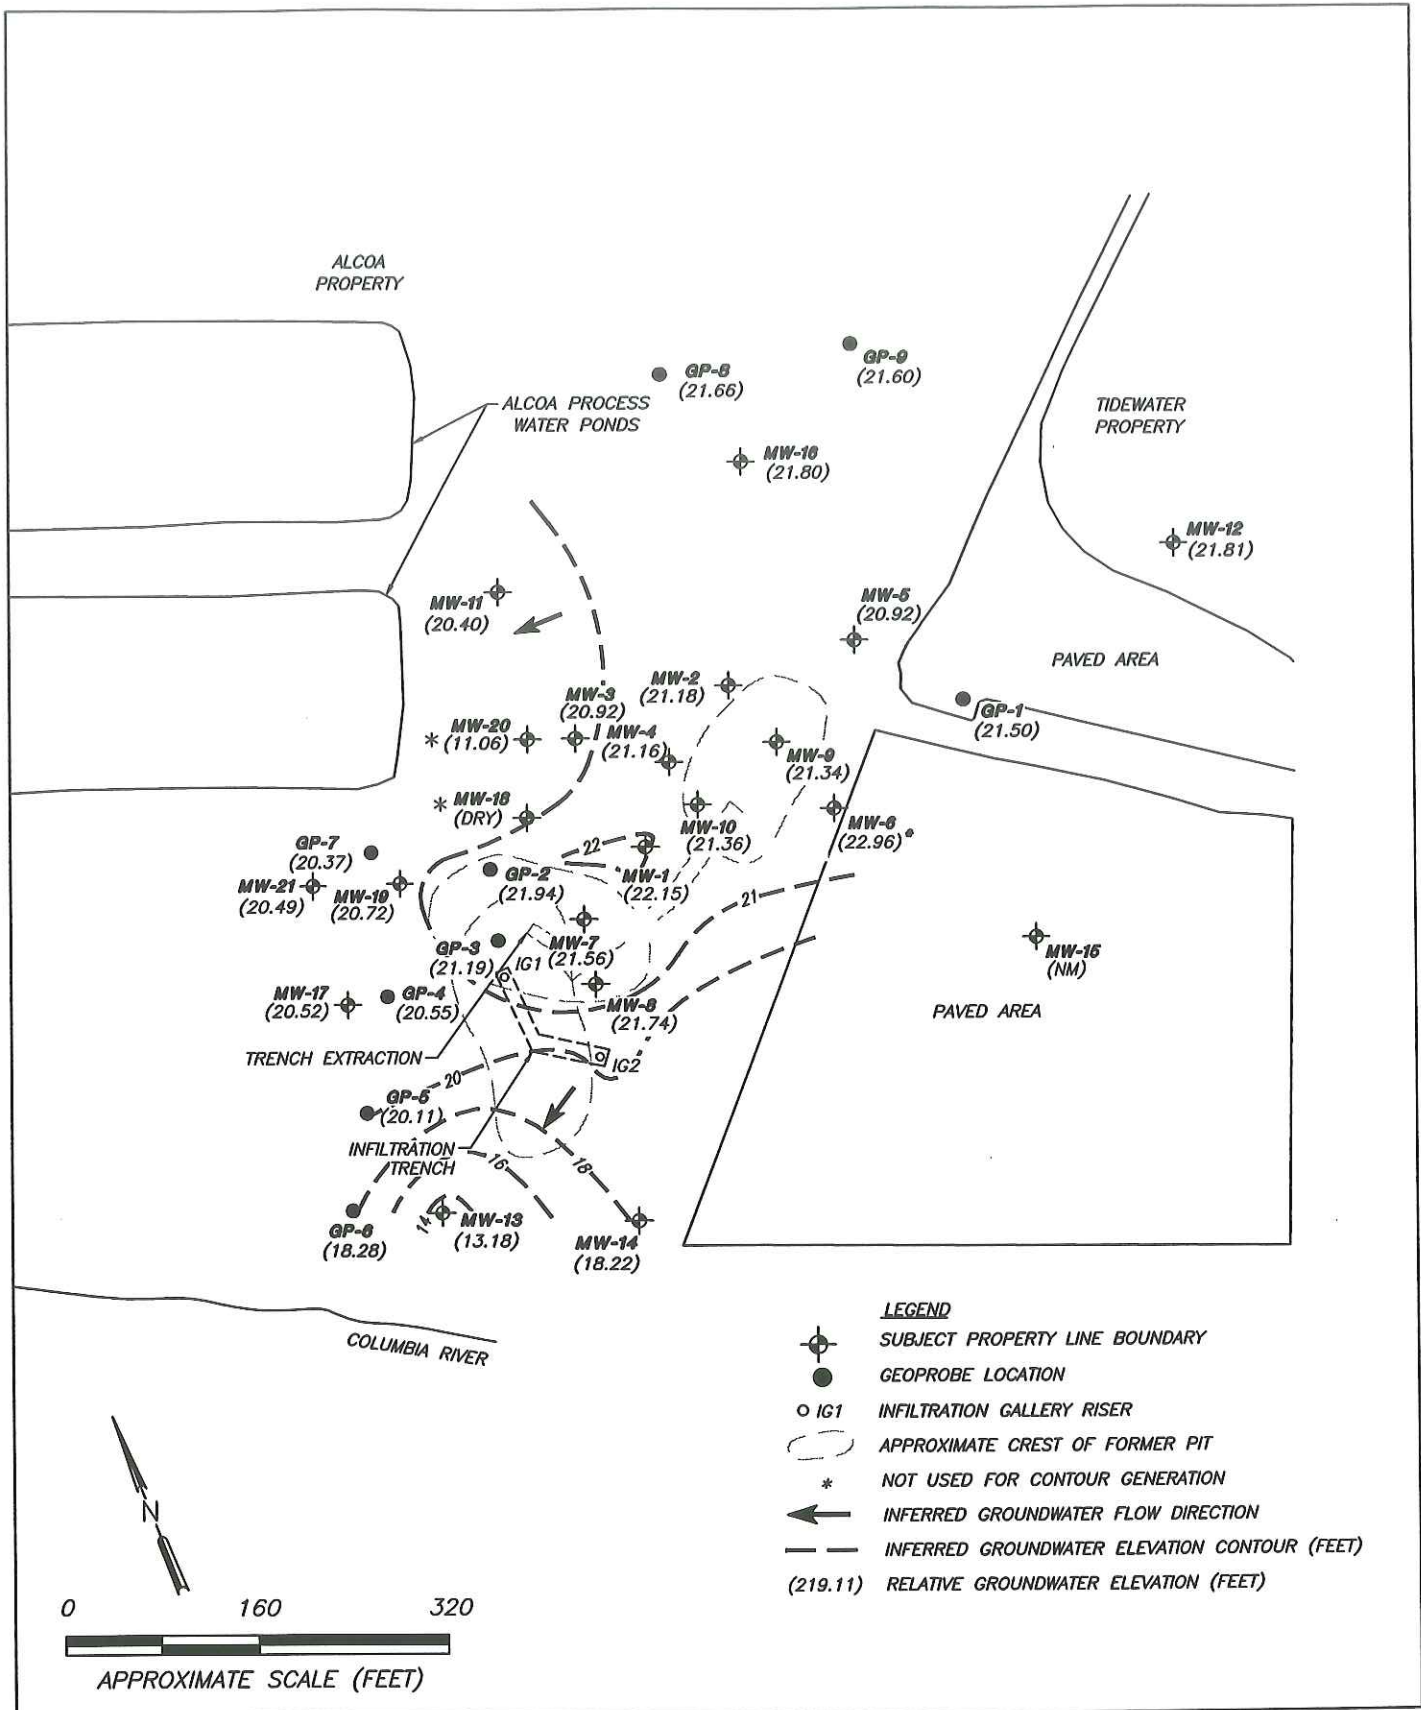 ALCOA
PROPERTY
GP-9
(21.60)
GP-8
(21.66)
ALCOA PROCESS
WATER PONDS
TIDEWATER
PROPERTY
MW-16
(21.80)
MW-12
(21.81)
MW-11
(20.40)
MW-5
(20.92)
PAVED AREA
MW-2
(21.18)
MW-3
(20.92)
GP-1
(21.50)
* MW-20
(11.06)
MW-4
(21.16)
MW-9
(21.34)
* MW-18
(DRY)
MW-10
(21.36)
MW-6
(22.96)*
22
GP-7
(20.37)
GP-2
(21.94)
MW-1
(22.15)
MW-21
(20.49)
MW-19
(20.72)
21
GP-3
(21.19)
IG1
MW-7
(21.56)
MW-15
(NM)
MW-17
(20.52)
GP-4
(20.55)
MW-8
(21.74)
PAVED AREA
TRENCH EXTRACTION
IG2
20
GP-5
(20.11)
INFILTRATION
TRENCH
16
18
14
MW-13
(13.18)
GP-6
(18.28)
MW-14
(18.22)
COLUMBIA RIVER
LEGEND
SUBJECT PROPERTY LINE BOUNDARY
GEOPROBE LOCATION
IG1 INFILTRATION GALLERY RISER
APPROXIMATE CREST OF FORMER PIT
* NOT USED FOR CONTOUR GENERATION
INFERRED GROUNDWATER FLOW DIRECTION
INFERRED GROUNDWATER ELEVATION CONTOUR (FEET)
(219.11) RELATIVE GROUNDWATER ELEVATION (FEET)
N
0 160 320
APPROXIMATE SCALE (FEET)